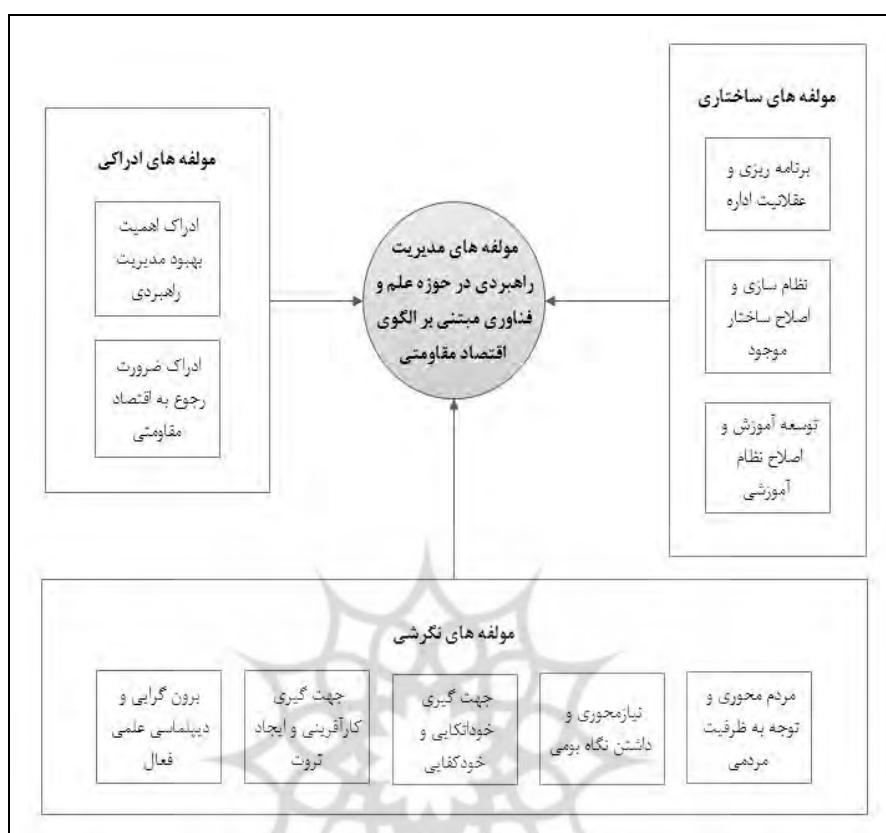 مولفه های ساختاری
برنامه ریزی و
عقلانیت اداره
نظام سازی و
اصلاح ساختار
موجود
توسعه آموزش و
اصلاح نظام
آموزشی
مولفه های ادراکی
ادراک اهمیت
بهبود مدیریت
راهبردی
ادراک ضرورت
رجوع به اقتصاد
مقاومتی
مولفه های مدیریت
راهبردی در حوزه علم و
فناوری مبتنی بر الگوی
اقتصاد مقاومتی
مولفه های نگرشی
مردم محوری و
توجه به ظرفیت
مردمی
نیازمحوری و
داشتن نگاه بومی
جهت گیری
خوداتکایی و
خودکفایی
جهت گیری
کارآفرینی و ایجاد
ثروت
برون گرایی و
دیپلماسی علمی
فعال